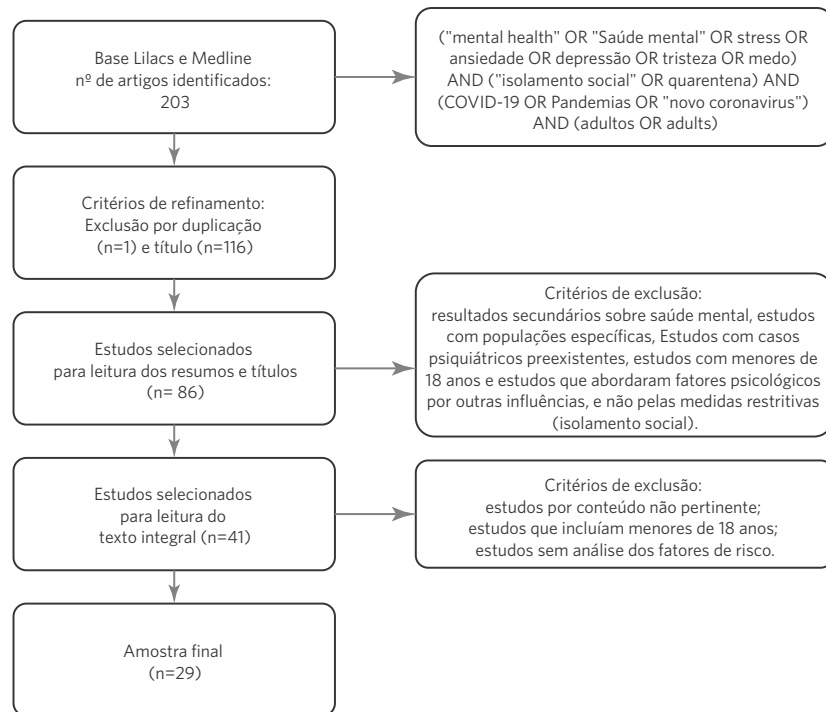 Base Lilacs e Medline
nº de artigos identificados:
203
("mental health" OR "Saúde mental" OR stress OR
ansiedade OR depressão OR tristeza OR medo)
AND ("isolamento social" OR quarentena) AND
(COVID-19 OR Pandemias OR "novo coronavirus")
AND (adultos OR adults)
Critérios de refinamento:
Exclusão por duplicação
(n=1) e título (n=116)
Estudos selecionados
para leitura dos resumos e títulos
(n= 86)
Critérios de exclusão:
resultados secundários sobre saúde mental, estudos
com populações específicas, Estudos com casos
psiquiátricos preexistentes, estudos com menores de
18 anos e estudos que abordaram fatores psicológicos
por outras influências, e não pelas medidas restritivas
(isolamento social).
Estudos selecionados
para leitura do
texto integral (n=41)
Critérios de exclusão:
estudos por conteúdo não pertinente;
estudos que incluíam menores de 18 anos;
estudos sem análise dos fatores de risco.
Amostra final
(n=29)